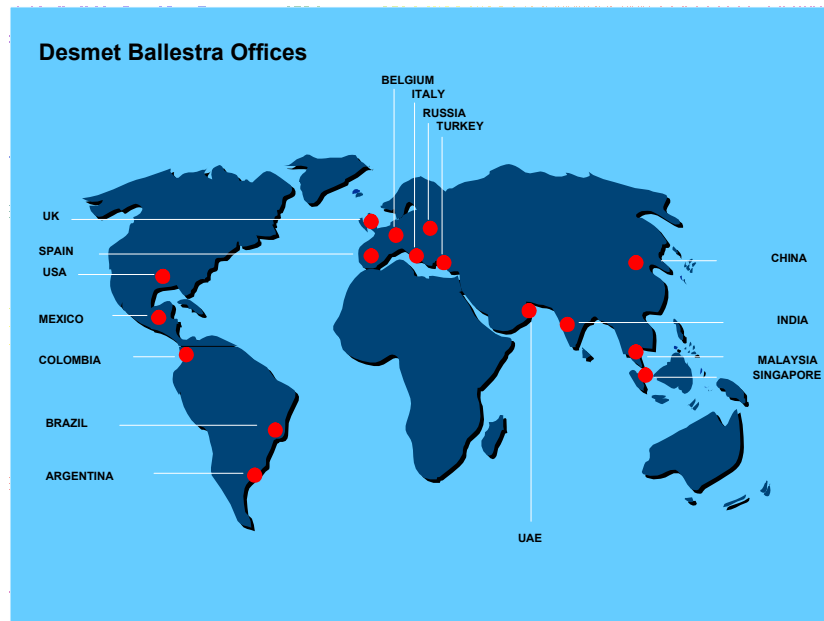 Desmet Ballestra Offices
BELGIUM
ITALY
RUSSIA
TURKEY
UK
SPAIN
USA
MEXICO
COLOMBIA
BRAZIL
ARGENTINA
CHINA
INDIA
MALAYSIA
SINGAPORE
UAE